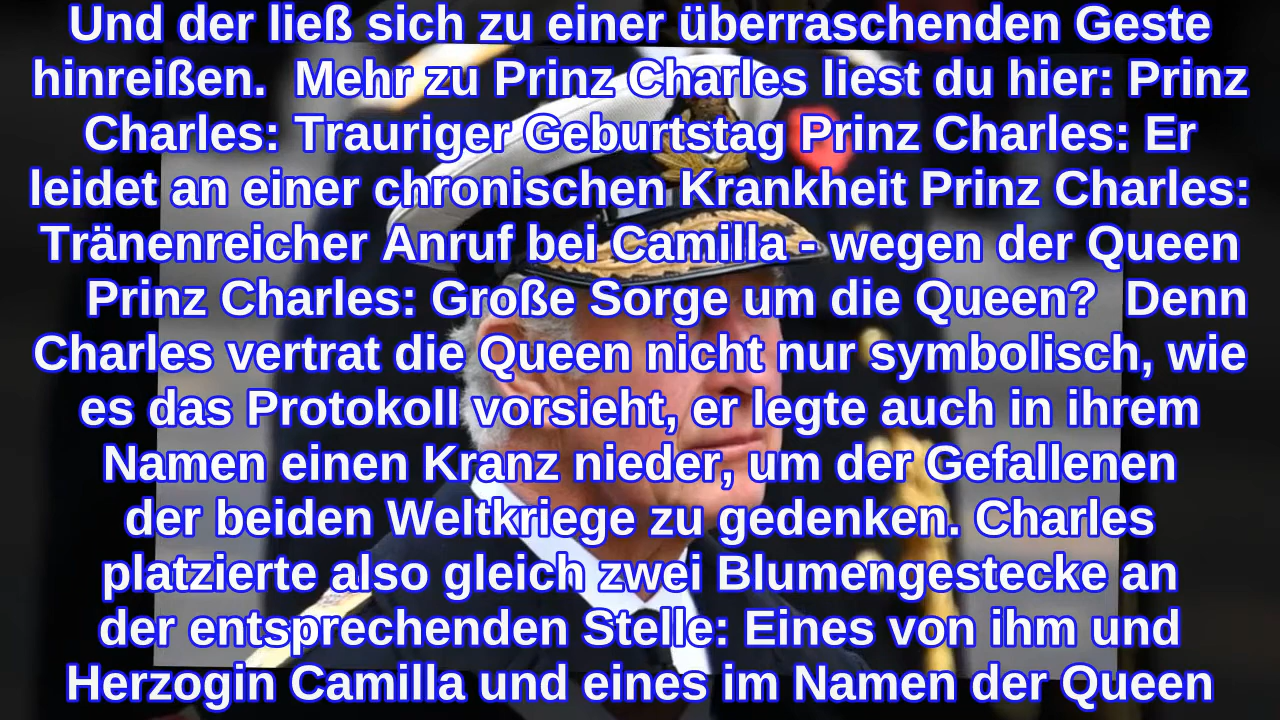 Und der ließ sich zu einer überraschenden Geste
hinreißen. Mehr zu Prinz Charles liest du hier: Prinz
Charles: Trauriger Geburtstag Prinz Charles: Er
leidet an einer chronischen Krankheit Prinz Charles:
Tränenreicher Anruf bei Camilla - wegen der Queen
Prinz Charles: Große Sorge um die Queen? Denn
Charles vertrat die Queen nicht nur symbolisch, wie
es das Protokoll vorsieht, er legte auch in ihrem
Namen einen Kranz nieder, um der Gefallenen
der beiden Weltkriege zu gedenken. Charles
platzierte also gleich zwei Blumengestecke an
der entsprechenden Stelle: Eines von ihm und
Herzogin Camilla und eines im Namen der Queen